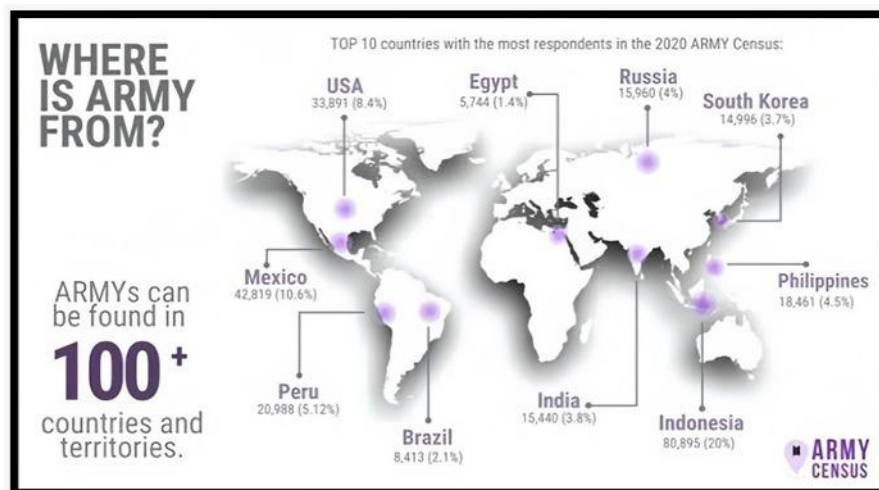 WHERE
IS ARMY
FROM?
TOP 10 countries with the most respondents in the 2020 ARMY Census:
USA
33,891 (8.4%)
Egypt
5,744 (1.4%)
Russia
15,960 (4%)
South Korea
14,996 (3.7%)
Mexico
42,819 (10.6%)
Philippines
18,461 (4.5%)
Peru
20,988 (5.12%)
Brazil
8,413 (2.1%)
India
15,440 (3.8%)
Indonesia
80,895 (20%)
ARMYs can
be found in
100+
countries and
territories.
ARMY
CENSUS